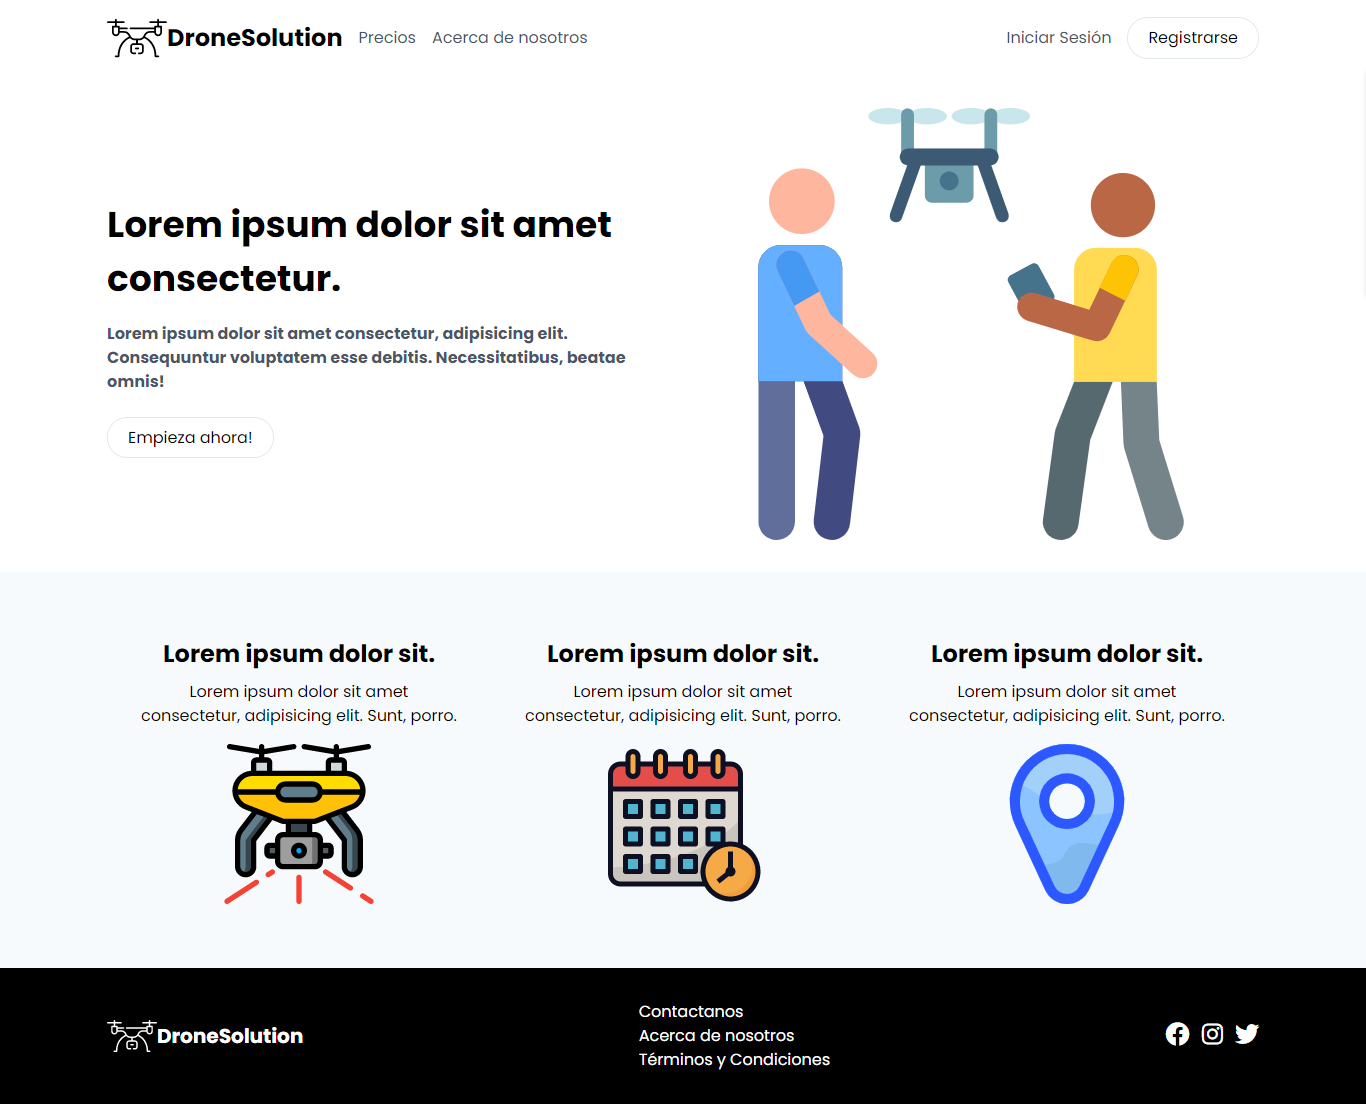 DroneSolution Precios Acerca de nosotros Iniciar Sesión Registrarse
Lorem ipsum dolor sit amet
consectetur.
Lorem ipsum dolor sit amet consectetur, adipisicing elit.
Consequuntur voluptatem esse debitis. Necessitatibus, beatae
omnis!
Empieza ahora!
Lorem ipsum dolor sit.
Lorem ipsum dolor sit amet
consectetur, adipisicing elit. Sunt, porro.
Lorem ipsum dolor sit.
Lorem ipsum dolor sit amet
consectetur, adipisicing elit. Sunt, porro.
Lorem ipsum dolor sit.
Lorem ipsum dolor sit amet
consectetur, adipisicing elit. Sunt, porro.
DroneSolution
Contactanos
Acerca de nosotros
Términos y Condiciones